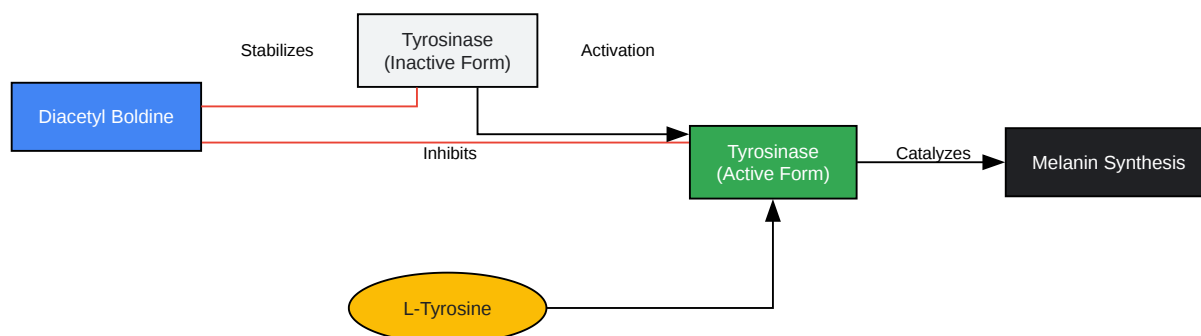 Stabilizes
Tyrosinase
(Inactive Form)
Activation
Diacetyl Boldine
Inhibits
Tyrosinase
(Active Form)
Catalyzes
Melanin Synthesis
L-Tyrosine